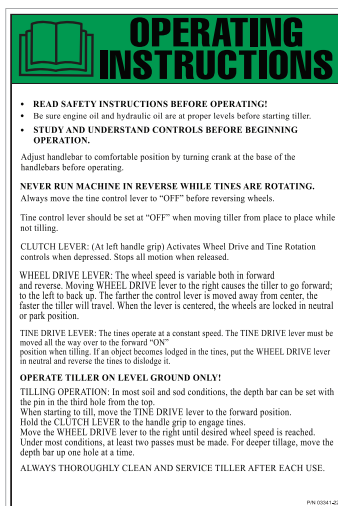 OPERATING
INSTRUCTIONS
• READ SAFETY INSTRUCTIONS BEFORE OPERATING!
• Be sure engine oil and hydraulic oil are at proper levels before starting tiller.
• STUDY AND UNDERSTAND CONTROLS BEFORE BEGINNING
OPERATION.
Adjust handlebar to comfortable position by turning crank at the base of the
handlebars before operating.
NEVER RUN MACHINE IN REVERSE WHILE TINES ARE ROTATING.
Always move the tine control lever to “OFF” before reversing wheels.
Tine control lever should be set at “OFF” when moving tiller from place to place while
not tilling.
CLUTCH LEVER: (At left handle grip) Activates Wheel Drive and Tine Rotation
controls when depressed. Stops all motion when released.
WHEEL DRIVE LEVER: The wheel speed is variable both in forward
and reverse. Moving WHEEL DRIVE lever to the right causes the tiller to go forward;
to the left to back up. The farther the control lever is moved away from center, the
faster the tiller will travel. When the lever is centered, the wheels are locked in neutral
or park position.
TINE DRIVE LEVER: The tines operate at a constant speed. The TINE DRIVE lever must be
moved all the way over to the forward “ON”
position when tilling. If an object becomes lodged in the tines, put the WHEEL DRIVE lever
in neutral and reverse the tines to dislodge it.
OPERATE TILLER ON LEVEL GROUND ONLY!
TILLING OPERATION: In most soil and sod conditions, the depth bar can be set with
the pin in the third hole from the top.
When starting to till, move the TINE DRIVE lever to the forward position.
Hold the CLUTCH LEVER to the handle grip to engage tines.
Move the WHEEL DRIVE lever to the right until desired wheel speed is reached.
Under most conditions, at least two passes must be made. For deeper tillage, move the
depth bar up one hole at a time.
ALWAYS THOROUGHLY CLEAN AND SERVICE TILLER AFTER EACH USE.